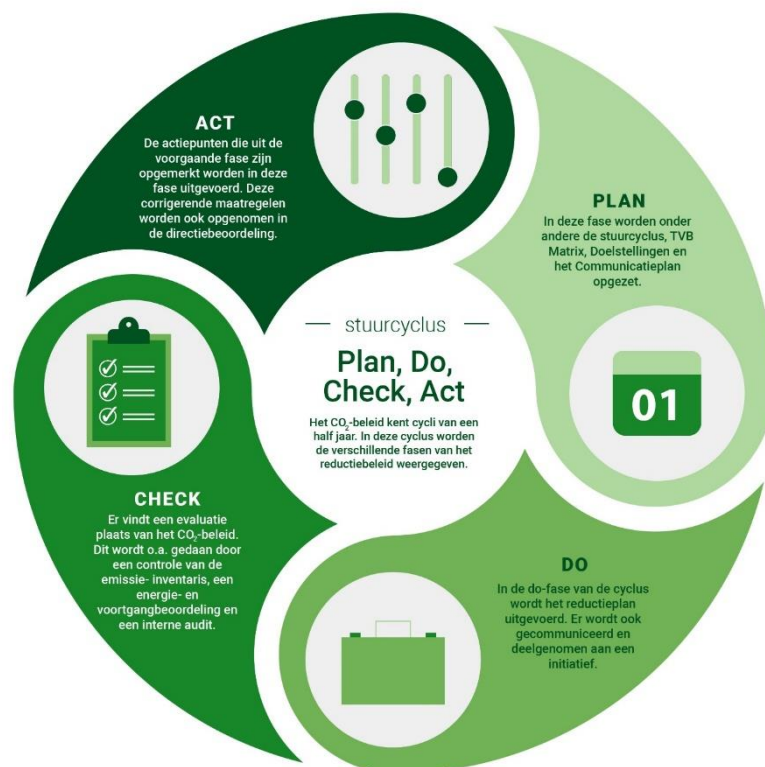 ACT
De actiepunten die uit de
voorgaande fase zijn
opgemerkt worden in deze
fase uitgevoerd. Deze
corrigerende maatregelen
worden ook opgenomen in
de directiebeoordeling.
PLAN
In deze fase worden onder
andere de stuurcyclus, TVB
Matrix, Doelstellingen en
het Communicatieplan
opgezet.
01
stuurcyclus
Plan, Do,
Check, Act
Het CO₂-beleid kent cycli van een
half jaar. In deze cyclus worden
de verschillende fasen van het
reductiebeleid weergegeven.
CHECK
Er vindt een evaluatie
plaats van het CO₂-beleid.
Dit wordt o.a. gedaan door
een controle van de
emissie- inventaris, een
energie- en
voortgangbeoordeling en
een interne audit.
DO
In de do-fase van de cyclus
wordt het reductieplan
uitgevoerd. Er wordt ook
gecommuniceerd en
deelgenomen aan een
initiatief.